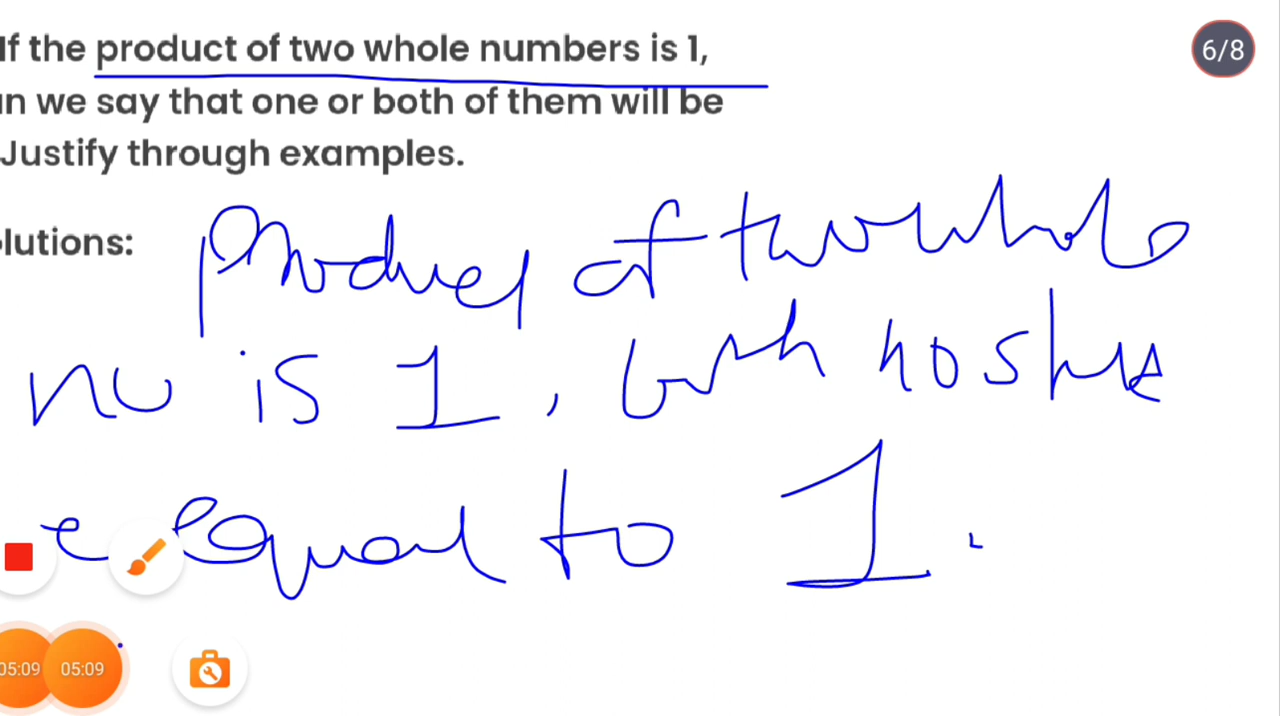 If the product of two whole numbers is 1,
6/8
n we say that one or both of them will be
Justify through examples.
lutions:
product of two whole
no is 1, both no
e equal to 1.
05:09 05:09